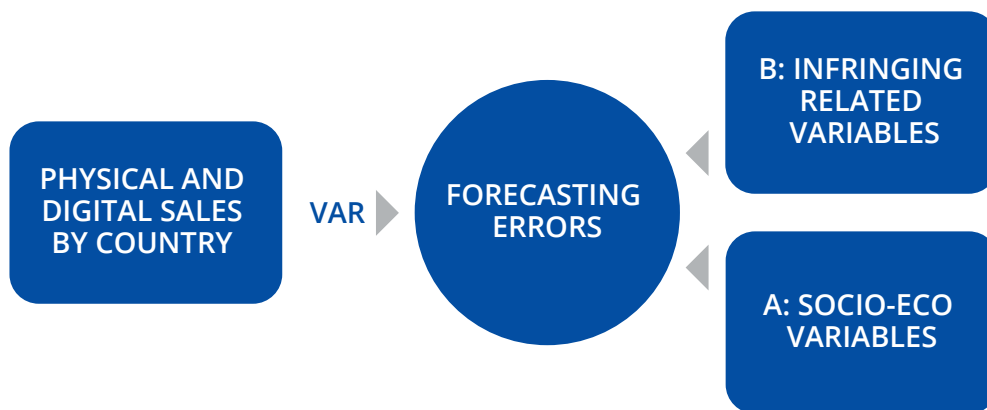 PHYSICAL AND
DIGITAL SALES
BY COUNTRY
VAR
FORECASTING
ERRORS
B: INFRINGING
RELATED
VARIABLES
A: SOCIO-ECO
VARIABLES